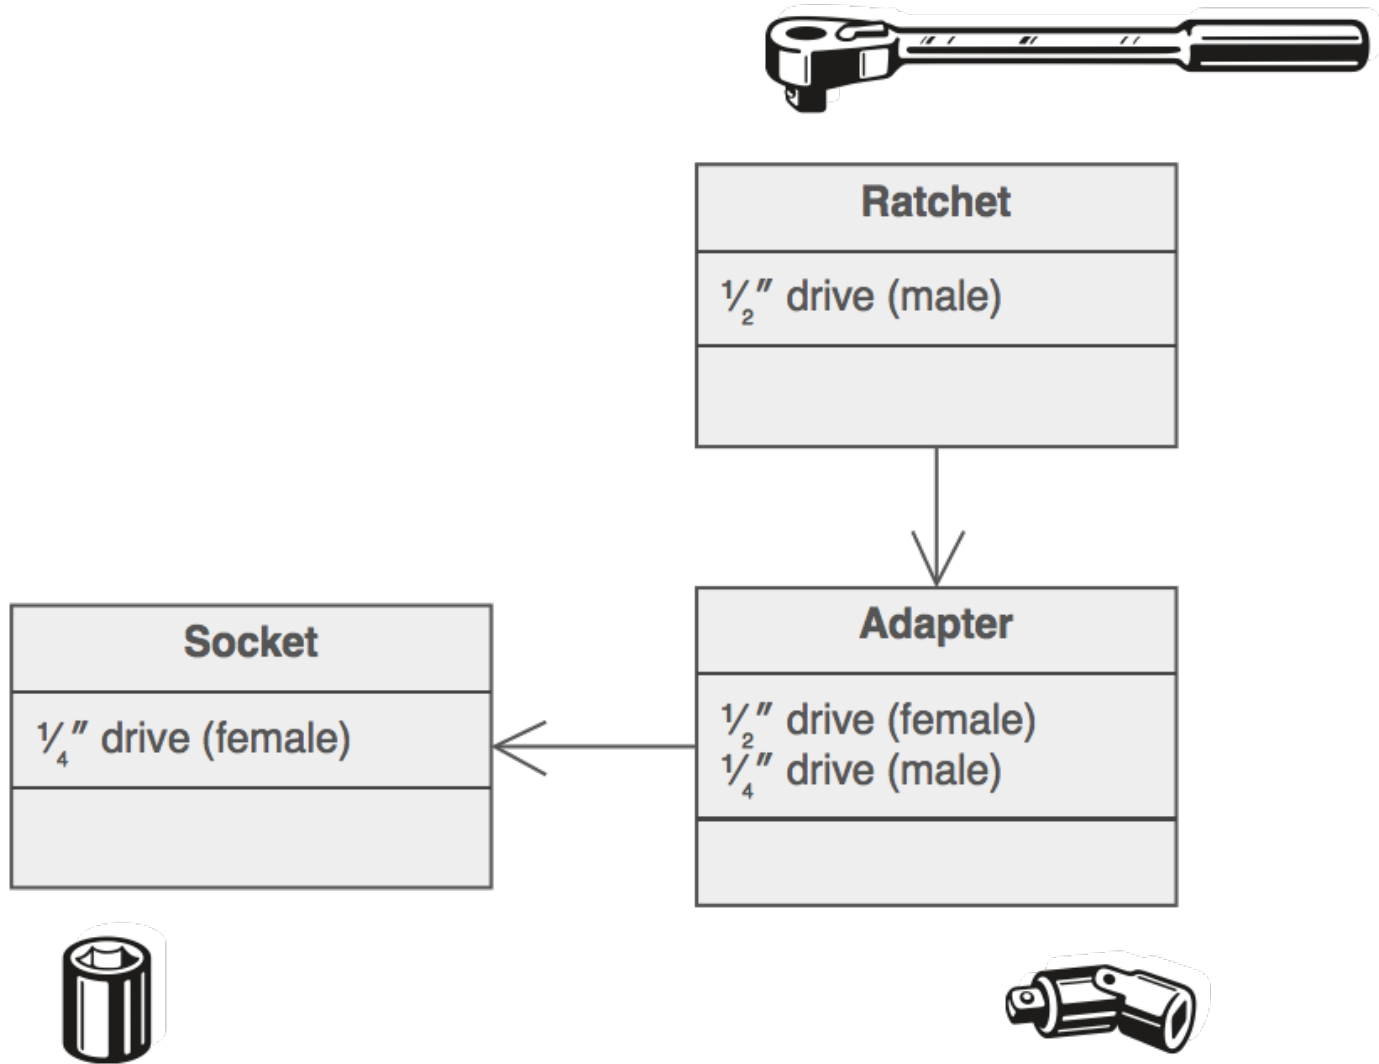 Ratchet
1/2″ drive (male)
Adapter
1/2″ drive (female)
1/4″ drive (male)
Socket
1/4″ drive (female)